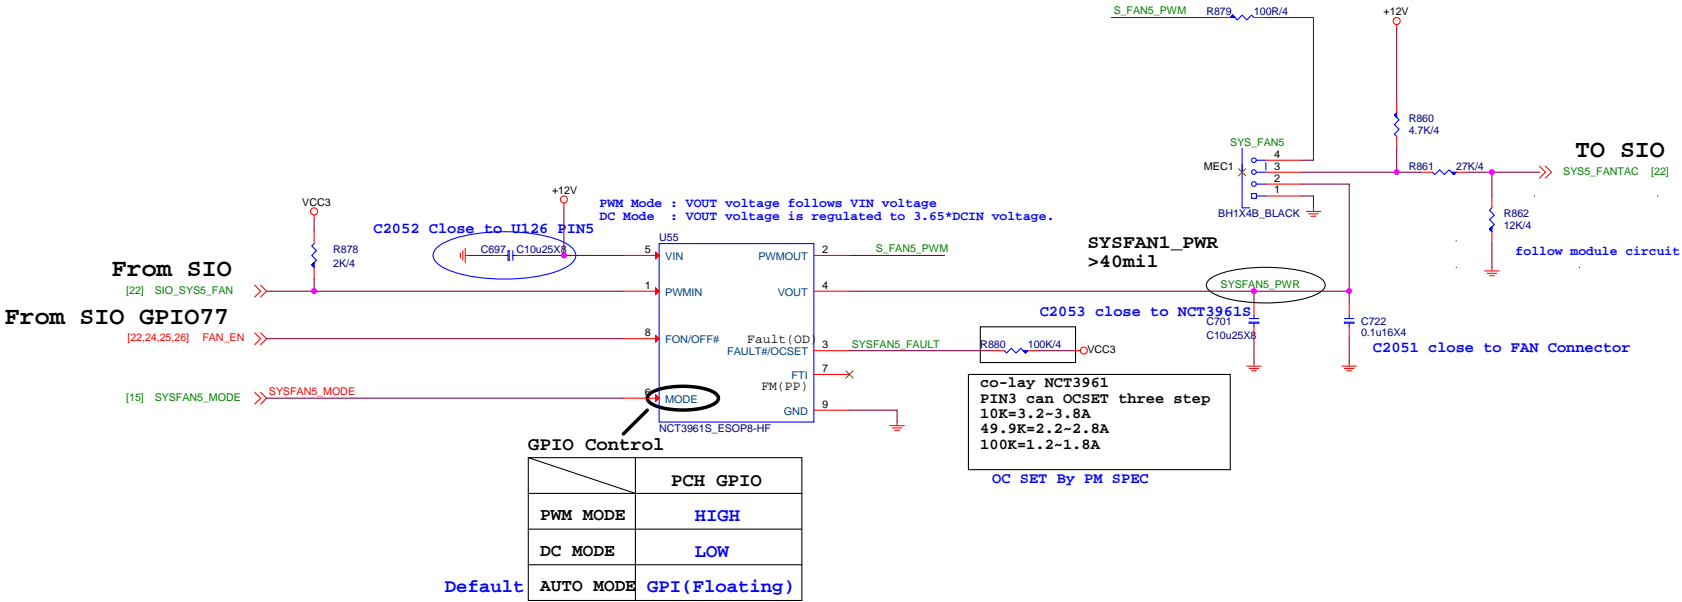 S_FAN5_PWM
R879
100R/4
+12V
R860
4.7K/4
SYS_FAN5
4
3
2
1
MEC1
BH1X4B_BLACK
R861
27K/4
TO SIO
SYS5_FANTAC [22]
R862
12K/4
follow module circuit
VCC3
+12V
PWM Mode : VOUT voltage follows VIN voltage
DC Mode : VOUT voltage is regulated to 3.65*DCIN voltage.
C2052 Close to U126 PIN5
R878
2K/4
C697
C10u25X8
U55
5
VIN
PWMOUT
2
S_FAN5_PWM
SYSFAN1_PWR
>40mil
From SIO
[22] SIO_SYS5_FAN
1
PWMIN
VOUT
4
SYSFAN5_PWR
From SIO GPIO77
[22,24,25,26] FAN_EN
8
FON/OFF#
Fault(OD)
FAULT#/OCSET
3
SYSFAN5_FAULT
R880
100K/4
VCC3
C2053 close to NCT3961S
C701
C10u25X8
C722
0.1u16X4
C2051 close to FAN Connector
FTI
7
FM(PP)
[15] SYSFAN5_MODE
SYSFAN5_MODE
6
MODE
GND
9
NCT3961S_ESOP8-HF
co-lay NCT3961
PIN3 can OCSET three step
10K=3.2~3.8A
49.9K=2.2~2.8A
100K=1.2~1.8A
OC SET By PM SPEC
GPIO Control
PCH GPIO
PWM MODE HIGH
DC MODE LOW
Default AUTO MODE GPI(Floating)